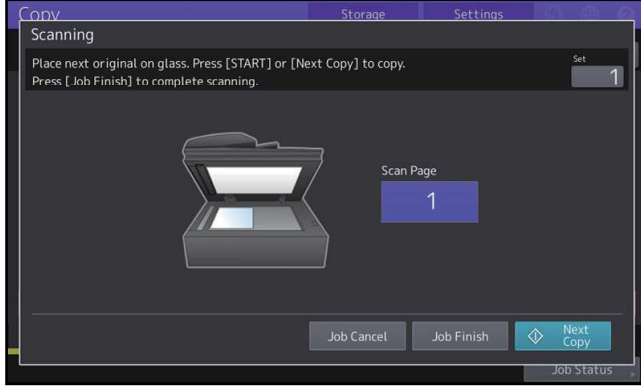 Copy
Storage
Settings
Scanning
Place next original on glass. Press [START] or [Next Copy] to copy.
Press [Job Finish] to complete scanning.
Set
1
Scan Page
1
Job Cancel
Job Finish
Next
Copy
Job Status